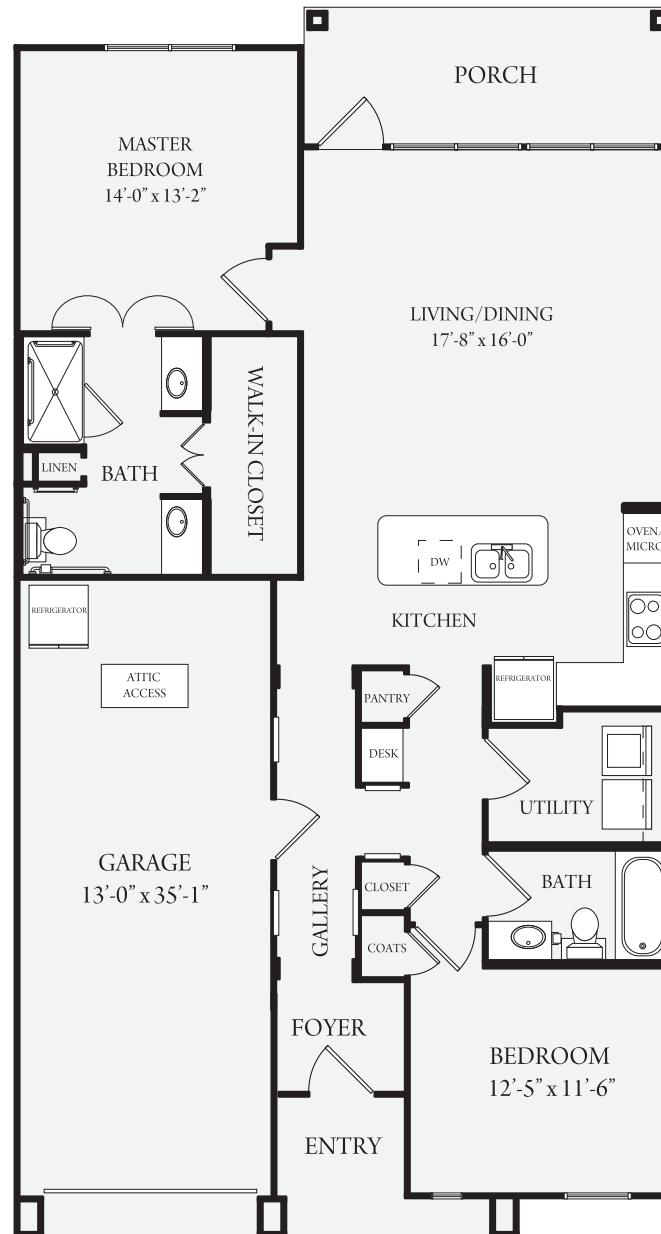 PORCH
MASTER
BEDROOM
14'-0" x 13'-2"
LIVING/DINING
17'-8" x 16'-0"
WALK-IN CLOSET
LINEN
BATH
OVEN/
MICRO
DW
KITCHEN
REFRIGERATOR
ATTIC
ACCESS
PANTRY
REFRIGERATOR
DESK
UTILITY
GARAGE
13'-0" x 35'-1"
GALLERY
CLOSET
BATH
COATS
FOYER
BEDROOM
12'-5" x 11'-6"
ENTRY